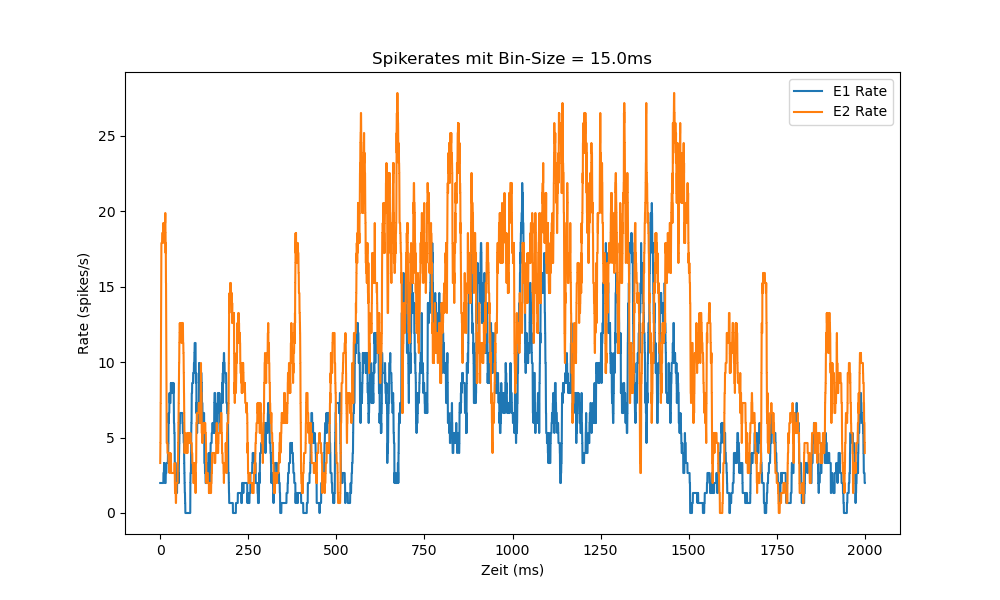 Spikerates mit Bin-Size = 15.0ms
E1 Rate
E2 Rate
25
20
15
10
5
0
Rate (spikes/s)
0 250 500 750 1000 1250 1500 1750 2000
Zeit (ms)